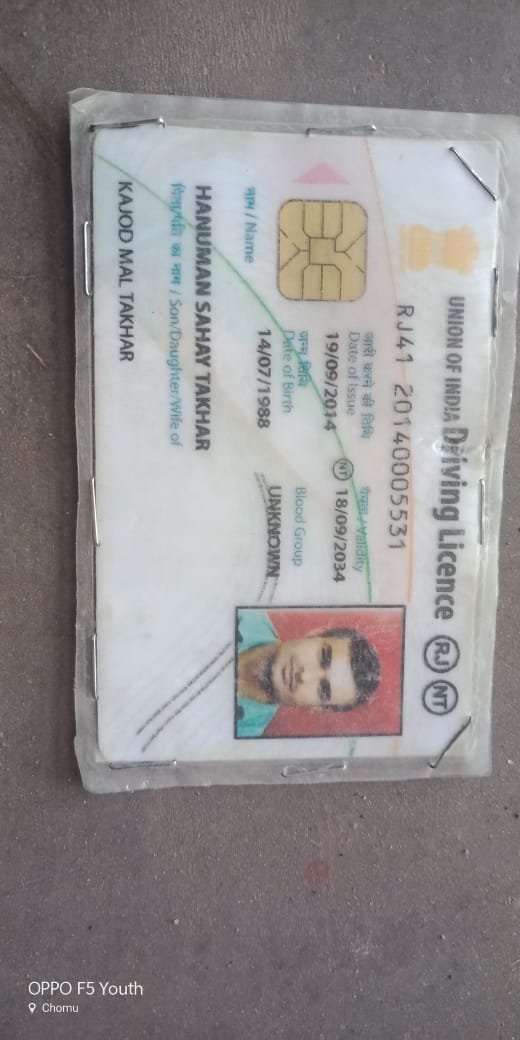 UNION OF INDIA Driving Licence RJ NT
RJ41 20140005531
जारी करने की तिथि
Date of Issue
19/09/2014
वैधता / Validity
NT 18/09/2034
जन्म तिथि
Date of Birth
14/07/1988
Blood Group
UNKNOWN
नाम / Name
HANUMAN SAHAY TAKHAR
पिता/पति का नाम / Son/Daughter/Wife of
KAJOD MAL TAKHAR
OPPO F5 Youth
Chomu